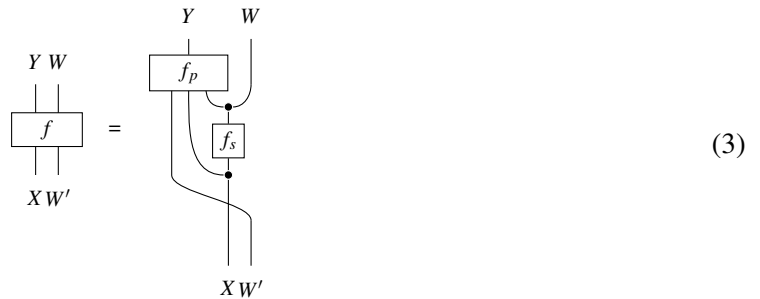 Y W
Y W
f_p
f = f_s
(3)
X W′
X W′